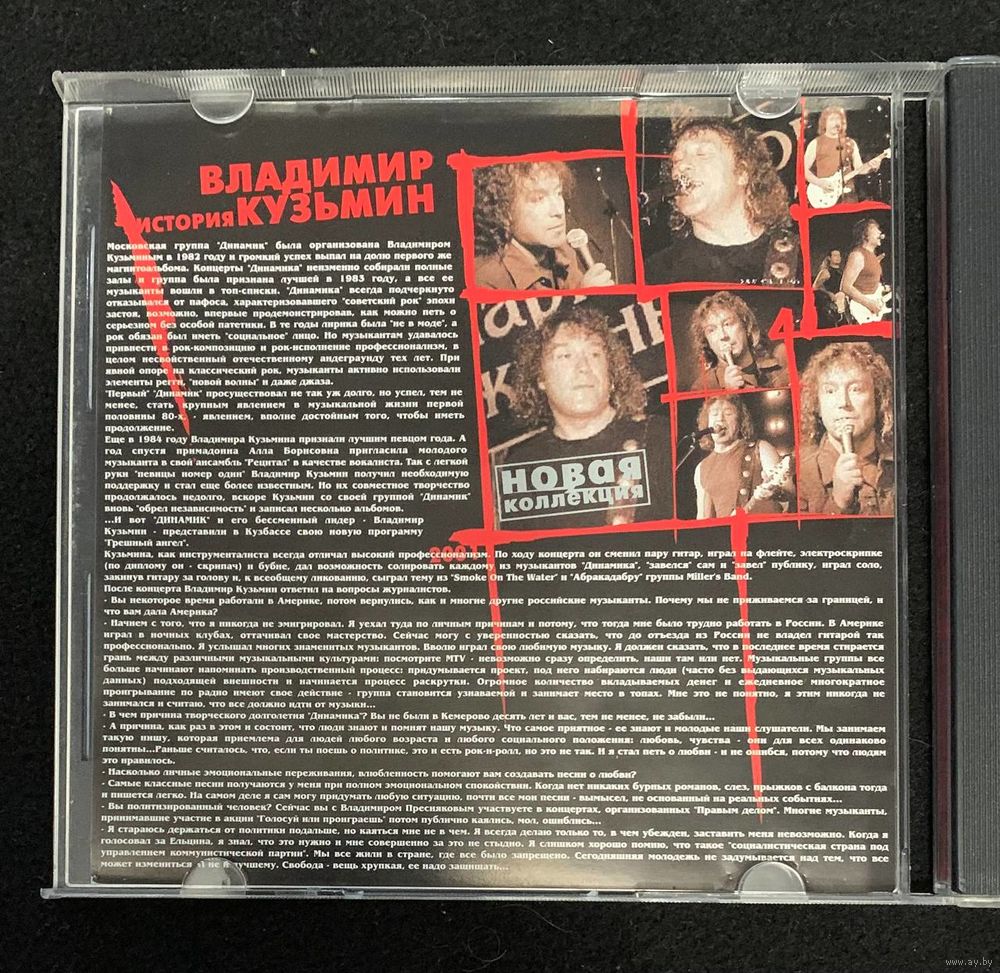 ВЛАДИМИР
ИСТОРИЯ КУЗЬМИН
Московская группа "Динамик" была организована Владимиром
Кузьминым в 1982 году и громкий успех выпал на долю первого же
магнитоальбома. Концерты "Динамика" неизменно собирали полные
залы и группа была признана лучшей в 1983 году, а все ее
музыканты вошли в топ-списки. "Динамика" всегда подчеркнуто
отказывался от пафоса, характеризовавшего "советский рок" эпохи
застоя, возможно, впервые продемонстрировав, как можно петь о
серьезном без особой патетики. В те годы лирика была "не в моде", а
рок обязан был иметь "социальное" лицо. Но музыкантам удавалось
привнести в рок-композицию и рок-исполнение профессионализм, в
целом несвойственный отечественному андеграунду тех лет. При
явной опоре на классический рок, музыканты активно использовали
элементы регги, "новой волны" и даже джаза.
"Первый" "Динамик" просуществовал не так уж долго, но успел, тем не
менее, стать крупным явлением в музыкальной жизни первой
половины 80-х, - явлением, вполне достойным того, чтобы иметь
продолжение.
Еще в 1984 году Владимира Кузьмина признали лучшим певцом года. А
год спустя примадонна Алла Борисовна пригласила молодого
музыканта в свой ансамбль "Рецитал" в качестве вокалиста. Так с легкой
руки "певицы номер один" Владимир Кузьмин получил необходимую
поддержку и стал еще более известным. Но их совместное творчество
продолжалось недолго, вскоре Кузьмин со своей группой "Динамик"
вновь "обрел независимость" и записал несколько альбомов.
...И вот "ДИНАМИК" и его бессменный лидер - Владимир
Кузьмин - представили в Кузбассе свою новую программу
"Грешный ангел".
новая
коллекция
2001
Кузьмина, как инструменталиста всегда отличал высокий профессионализм. По ходу концерта он сменил пару гитар, играл на флейте, электроскрипке
(по диплому он - скрипач) и бубне, дал возможность солировать каждому из музыкантов "Динамика", "завелся" сам и "завел" публику, играл соло,
закинув гитару за голову и, к всеобщему ликованию, сыграл тему из "Smoke On The Water" и "Абракадабру" группы Miller's Band.
После концерта Владимир Кузьмин ответил на вопросы журналистов.
- Вы некоторое время работали в Америке, потом вернулись, как и многие другие российские музыканты. Почему мы не приживаемся за границей, и
что вам дала Америка?
- Начнем с того, что я никогда не эмигрировал. Я уехал туда по личным причинам и потому, что тогда мне было трудно работать в России. В Америке
играл в ночных клубах, оттачивал свое мастерство. Сейчас могу с уверенностью сказать, что до отъезда из России не владел гитарой так
профессионально. Я услышал многих знаменитых музыкантов. Вволю играл свою любимую музыку. Я должен сказать, что в последнее время стирается
грань между различными музыкальными культурами: посмотрите MTV - невозможно сразу определить, наши там или нет. Музыкальные группы все
больше начинают напоминать производственный процесс: придумывается проект, под него набираются люди (часто без выдающихся музыкальных
данных) подходящей внешности и начинается процесс раскрутки. Огромное количество вкладываемых денег и ежедневное многократное
проигрывание по радио имеют свое действие - группа становится узнаваемой и занимает место в топах. Мне это не понятно, я этим никогда не
занимался и считаю, что все должно идти от музыки...
- В чем причина творческого долголетия "Динамика"? Вы не были в Кемерово десять лет и вас, тем не менее, не забыли...
- А причина, как раз в этом и состоит, что люди знают и помнят нашу музыку. Что самое приятное - ее знают и молодые наши слушатели. Мы занимаем
такую нишу, которая приемлема для людей любого возраста и любого социального положения: любовь, чувства - они для всех одинаково
понятны...Раньше считалось, что, если ты поешь о политике, это и есть рок-н-ролл, но это не так. И я стал петь о любви - и не ошибся, потому что людям
это нравилось.
- Насколько личные эмоциональные переживания, влюбленность помогают вам создавать песни о любви?
- Самые классные песни получаются у меня при полном эмоциональном спокойствии. Когда нет никаких бурных романов, слез, прыжков с балкона тогда
и пишется легко. На самом деле я сам могу придумать любую ситуацию, почти все мои песни - вымысел, не основанный на реальных событиях...
- Вы политизированный человек? Сейчас вы с Владимиром Пресняковым участвуете в концертах, организованных "Правым делом". Многие музыканты,
принимавшие участие в акции "Голосуй или проиграешь" потом публично каялись, мол, ошиблись...
- Я стараюсь держаться от политики подальше, но каяться мне не в чем. Я всегда делаю только то, в чем убежден, заставить меня невозможно. Когда я
голосовал за Ельцина, я знал, что это нужно и мне совершенно за это не стыдно. Я слишком хорошо помню, что такое "социалистическая страна под
управлением коммунистической партии". Мы все жили в стране, где все было запрещено. Сегодняшняя молодежь не задумывается над тем, что все
может измениться и не к лучшему. Свобода - вещь хрупкая, ее надо защищать...
www.ay.by